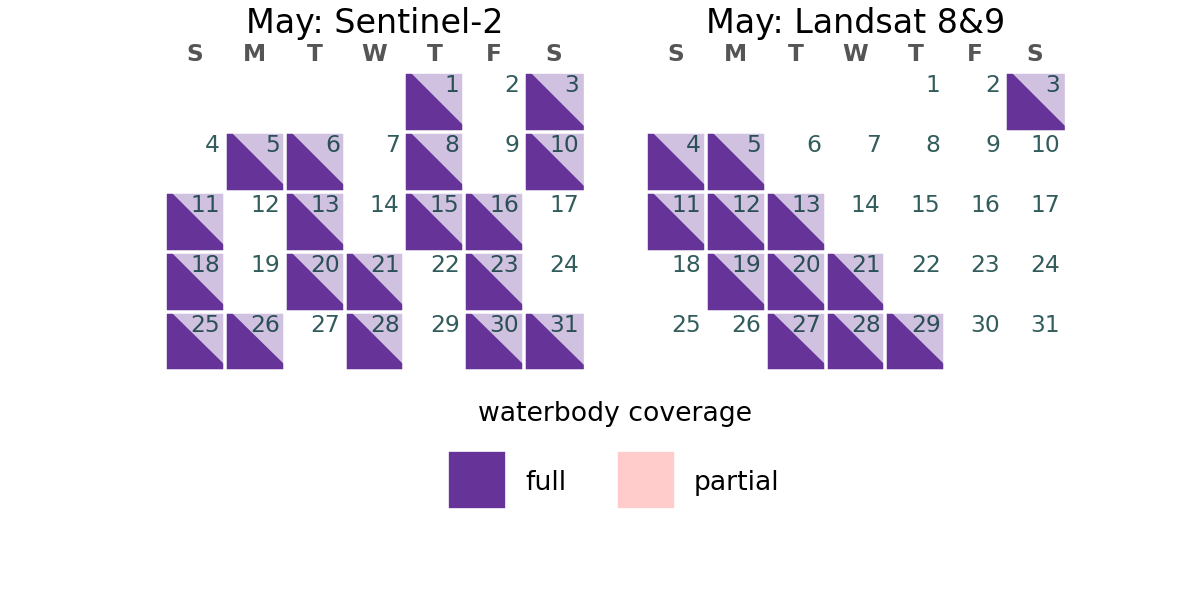 May: Sentinel-2
S M T W T F S
1 2 3
4 5 6 7 8 9 10
11 12 13 14 15 16 17
18 19 20 21 22 23 24
25 26 27 28 29 30 31
May: Landsat 8&9
S M T W T F S
1 2 3
4 5 6 7 8 9 10
11 12 13 14 15 16 17
18 19 20 21 22 23 24
25 26 27 28 29 30 31
waterbody coverage
full partial